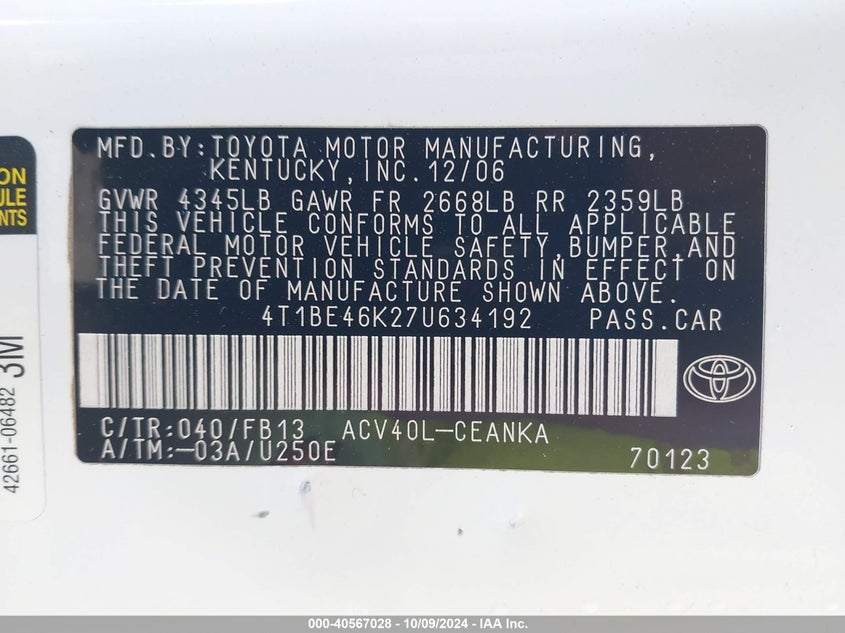 MFD.BY:TOYOTA MOTOR MANUFACTURING,
KENTUCKY,INC.12/06
GVWR 4345LB GAWR FR 2668LB RR 2359LB
THIS VEHICLE CONFORMS TO ALL APPLICABLE
FEDERAL MOTOR VEHICLE SAFETY,BUMPER,AND
THEFT PREVENTION STANDARDS IN EFFECT ON
THE DATE OF MANUFACTURE SHOWN ABOVE.
4T1BE46K27U634192 PASS.CAR
C/TR:040/FB13 ACV40L-CEANKA
A/TM:-03A/U250E
70123
ION
ULE
NTS
3M
42661-06482
000-40567028 - 10/09/2024 - IAA Inc.